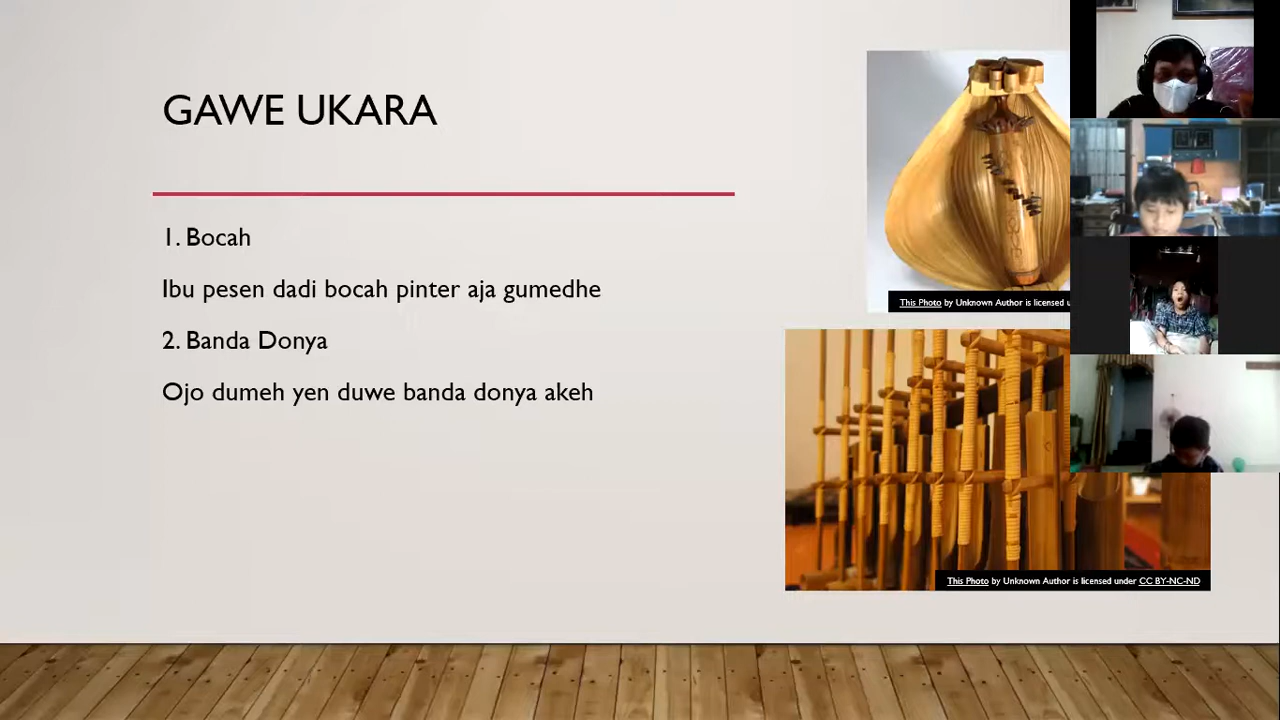 GAWE UKARA
1. Bocah
Ibu pesen dadi bocah pinter aja gumedhe
2. Banda Donya
Ojo dumeh yen duwe banda donya akeh
This Photo by Unknown Author is licensed
This Photo by Unknown Author is licensed under CC BY-NC-ND